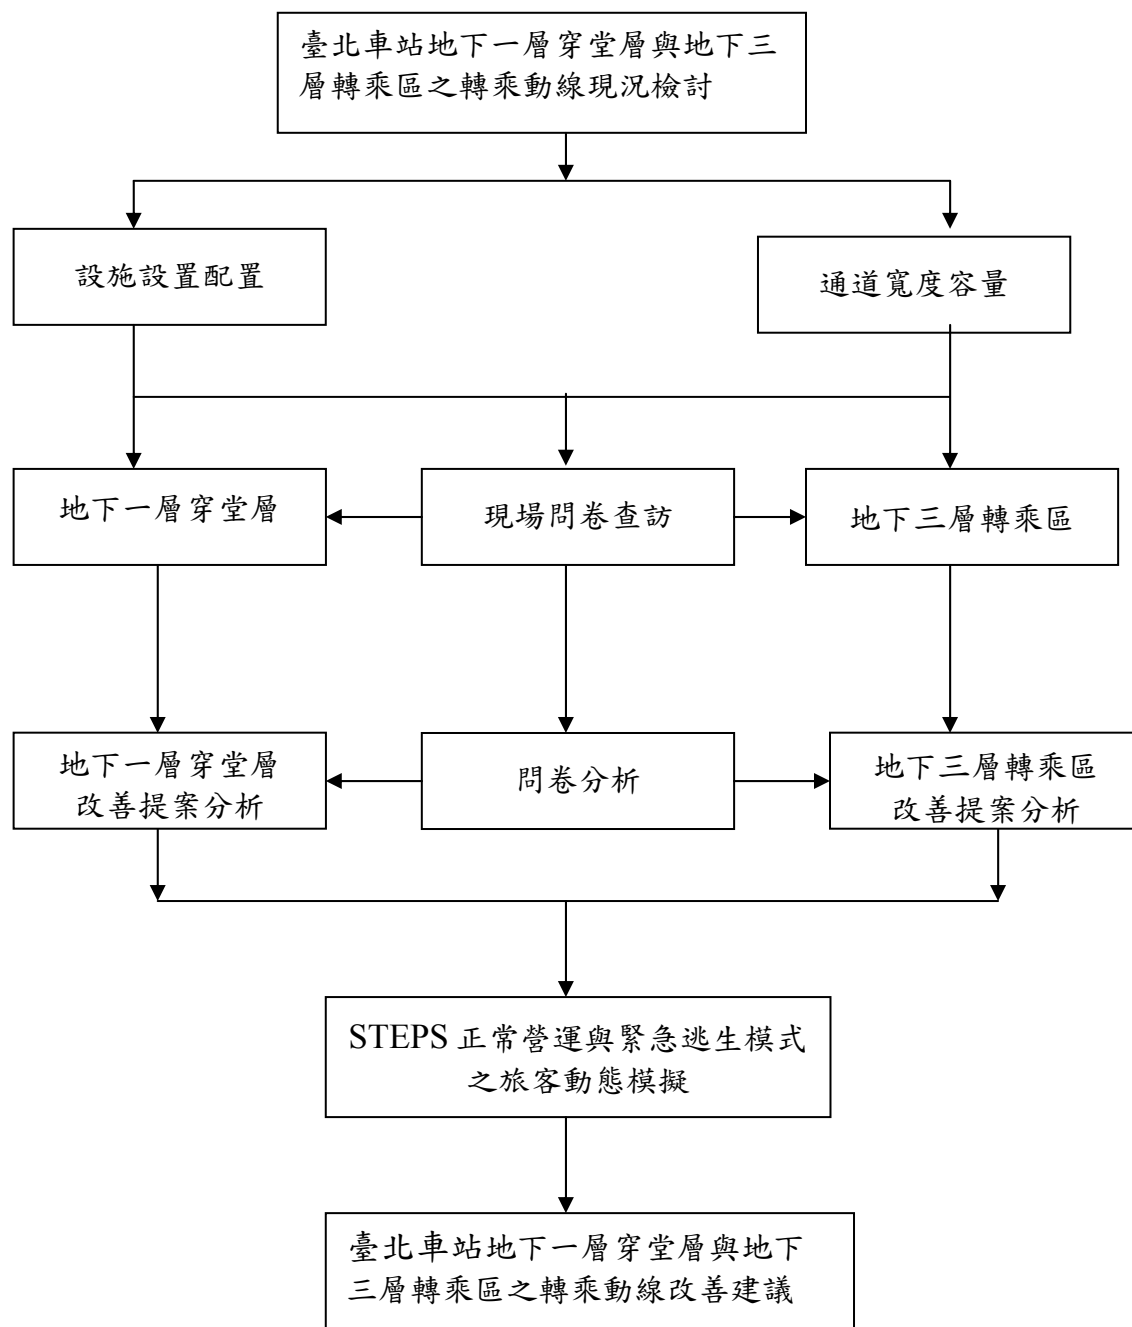 臺北車站地下一層穿堂層與地下三
層轉乘區之轉乘動線現況檢討
設施設置配置
通道寬度容量
地下一層穿堂層
現場問卷查訪
地下三層轉乘區
地下一層穿堂層
改善提案分析
問卷分析
地下三層轉乘區
改善提案分析
STEPS 正常營運與緊急逃生模式
之旅客動態模擬
臺北車站地下一層穿堂層與地下
三層轉乘區之轉乘動線改善建議